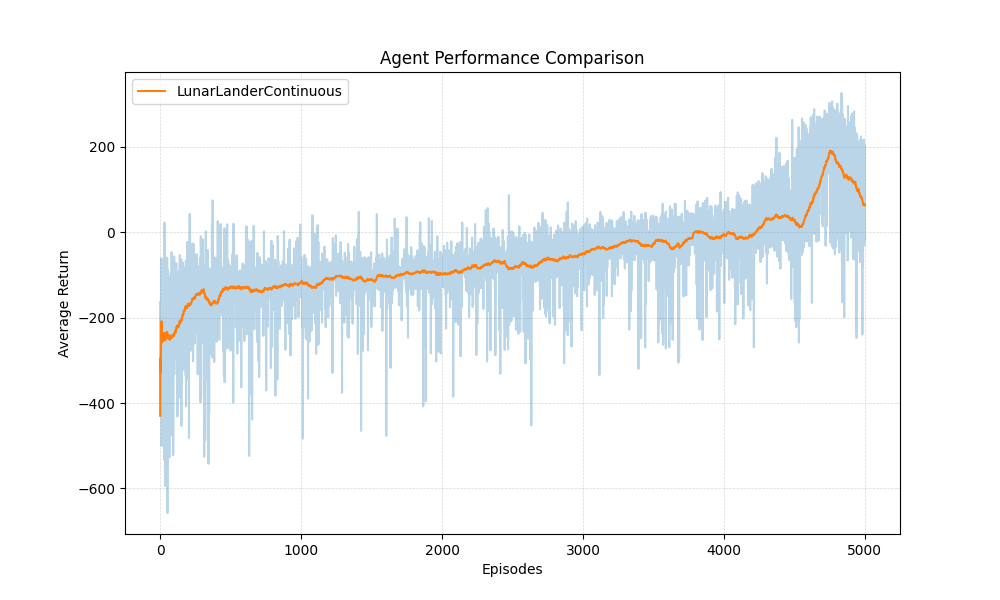 Agent Performance Comparison
LunarLanderContinuous
Average Return
200
0
−200
−400
−600
0
1000
2000
3000
4000
5000
Episodes